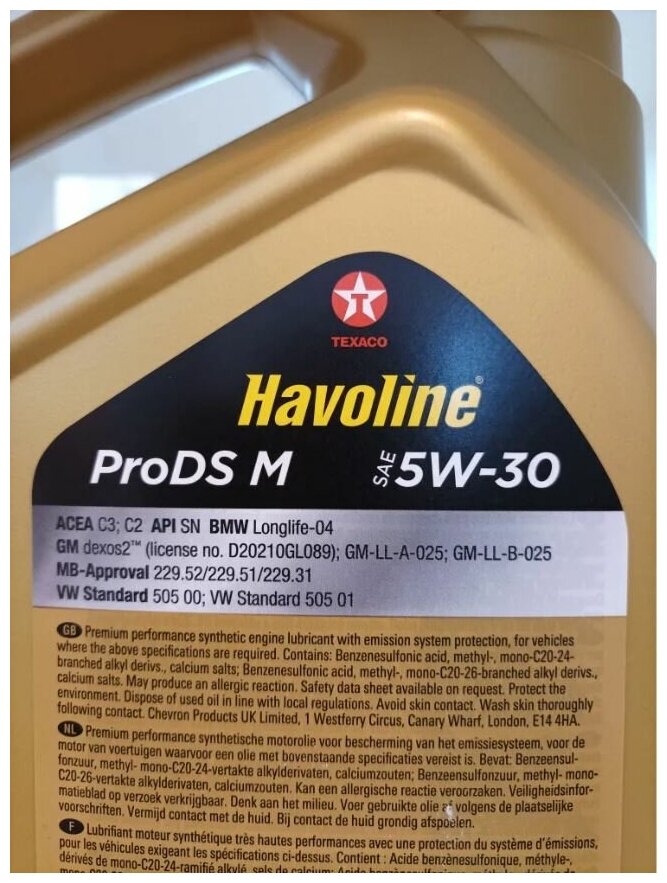 TEXACO
Havoline®
ProDS M SAE 5W-30
ACEA C3; C2 API SN BMW Longlife-04
GM dexos2™ (license no. D20210GL089); GM-LL-A-025; GM-LL-B-025
MB-Approval 229.52/229.51/229.31
VW Standard 505 00; VW Standard 505 01
GB Premium performance synthetic engine lubricant with emission system protection, for vehicles
where the above specifications are required. Contains: Benzenesulfonic acid, methyl-, mono-C20-24-
branched alkyl derivs., calcium salts; Benzenesulfonic acid, methyl-, mono-C20-26-branched alkyl derivs.,
calcium salts. May produce an allergic reaction. Safety data sheet available on request. Protect the
environment. Dispose of used oil in line with local regulations. Avoid skin contact. Wash skin thoroughly
following contact. Chevron Products UK Limited, 1 Westferry Circus, Canary Wharf, London, E14 4HA.
NL Premium performance synthetische motorolie voor bescherming van het emissiesysteem, voor de
motor van voertuigen waarvoor een olie met bovenstaande specificaties vereist is. Bevat: Benzeensul-
fonzuur, methyl- mono-C20-24-vertakte alkylderivaten, calciumzouten; Benzeensulfonzuur, methyl- mono-
C20-26-vertakte alkylderivaten, calciumzouten. Kan een allergische reactie veroorzaken. Veiligheidsinfor-
matieblad op verzoek verkrijgbaar. Denk aan het milieu. Voer gebruikte olie af volgens de plaatselijke
voorschriften. Vermijd contact met de huid. Bij contact de huid grondig afspoelen.
F Lubrifiant moteur synthétique très hautes performances avec une protection du système d'émissions,
pour les véhicules exigeant les spécifications ci-dessus. Contient : Acide benzènesulfonique, méthyle-,
dérivés de mono-C20-24-ramifié alkylé, sels de calcium; Acide